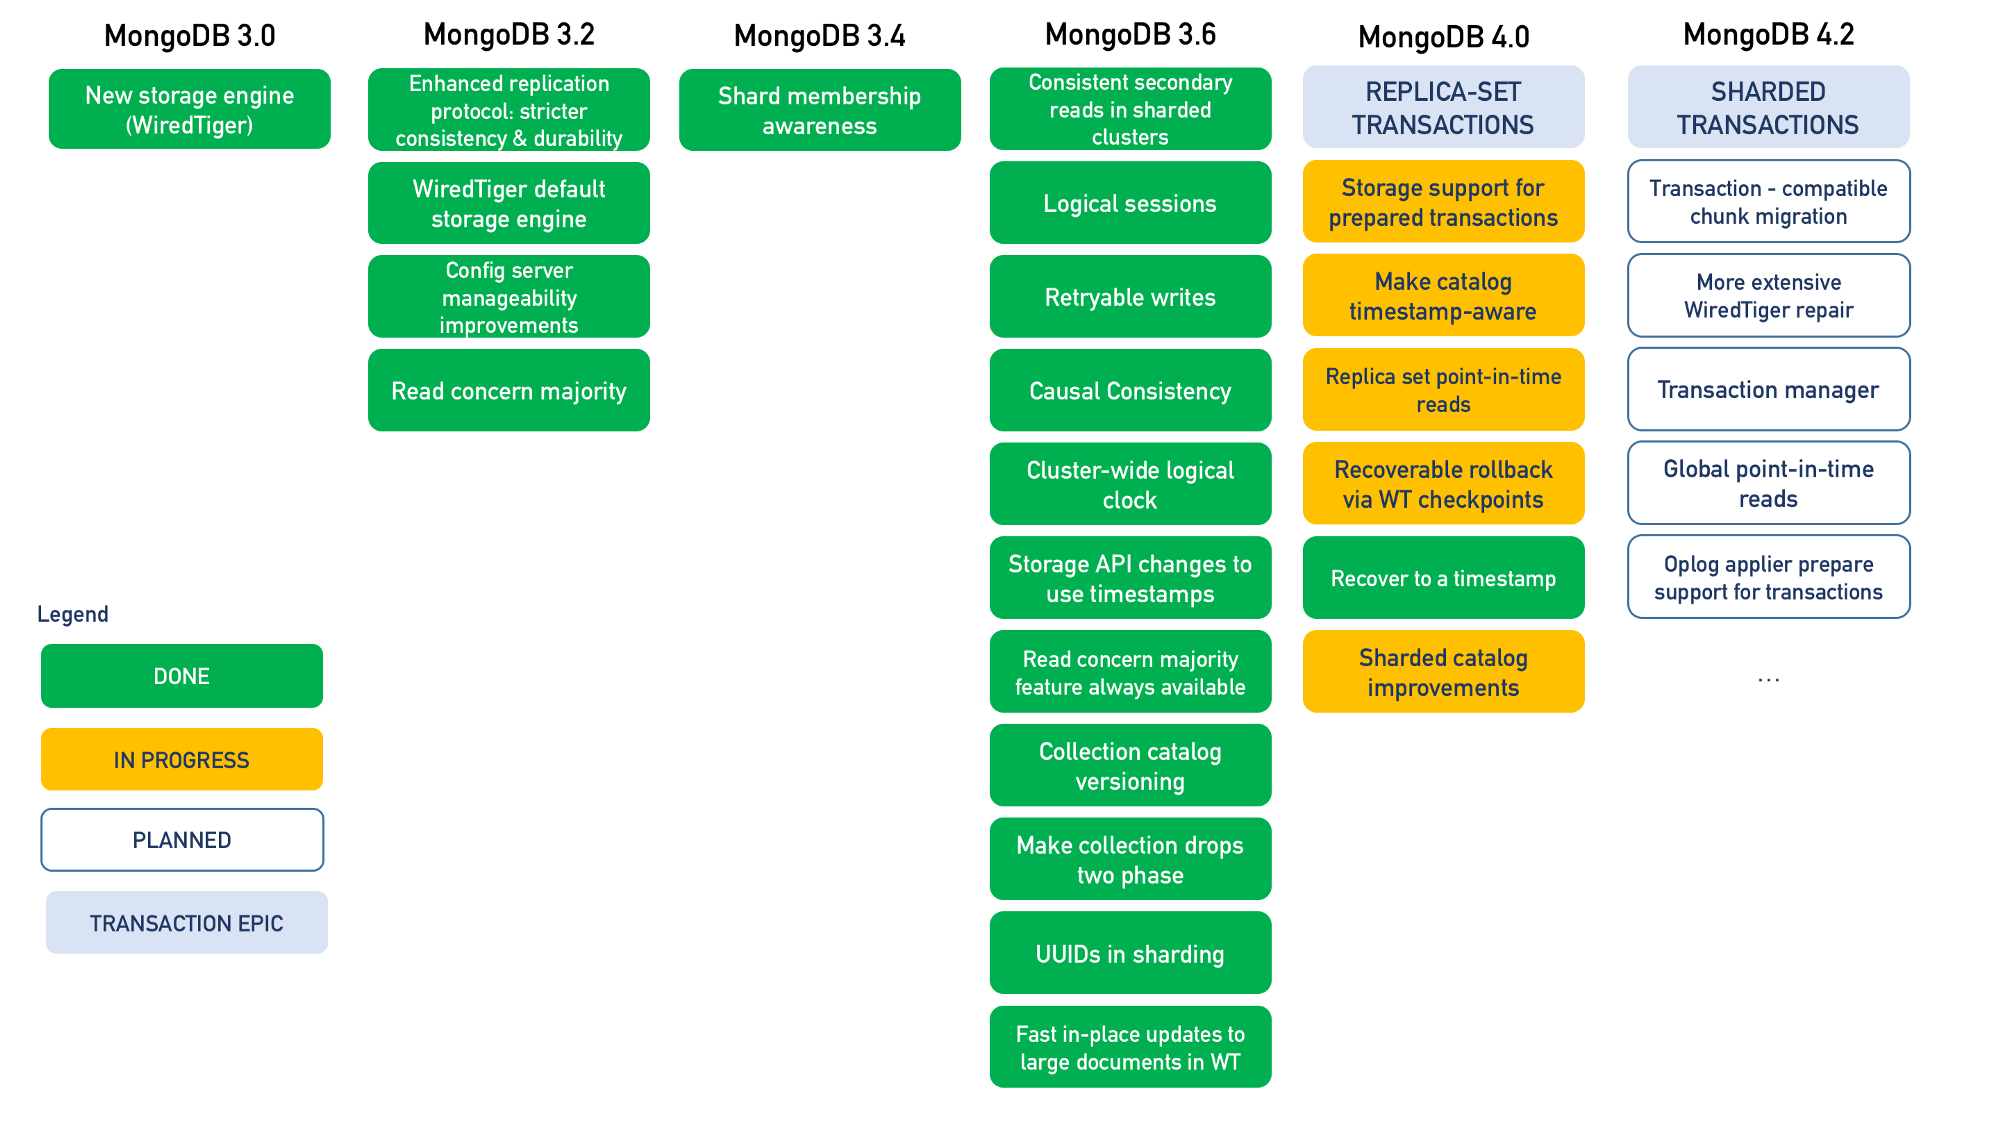 MongoDB 3.0
New storage engine
(WiredTiger)
MongoDB 3.2
Enhanced replication
protocol: stricter
consistency & durability
WiredTiger default
storage engine
Config server
manageability
improvements
Read concern majority
MongoDB 3.4
Shard membership
awareness
MongoDB 3.6
Consistent secondary
reads in sharded
clusters
Logical sessions
Retryable writes
Causal Consistency
Cluster-wide logical
clock
Storage API changes to
use timestamps
Read concern majority
feature always available
Collection catalog
versioning
Make collection drops
two phase
UUIDs in sharding
Fast in-place updates to
large documents in WT
MongoDB 4.0
REPLICA-SET
TRANSACTIONS
Storage support for
prepared transactions
Make catalog
timestamp-aware
Replica set point-in-time
reads
Recoverable rollback
via WT checkpoints
Recover to a timestamp
Sharded catalog
improvements
MongoDB 4.2
SHARDED
TRANSACTIONS
Transaction - compatible
chunk migration
More extensive
WiredTiger repair
Transaction manager
Global point-in-time
reads
Oplog applier prepare
support for transactions
...
Legend
DONE
IN PROGRESS
PLANNED
TRANSACTION EPIC